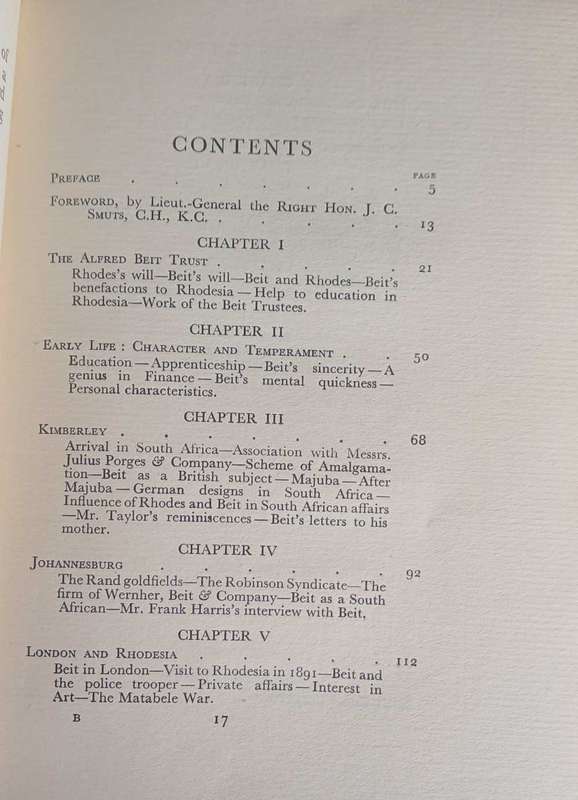 CONTENTS
PAGE
PREFACE . . . . . . . 5
FOREWORD, by Lieut.-General the RIGHT HON. J. C.
SMUTS, C.H., K.C. . . . . . 13
CHAPTER I
THE ALFRED BEIT TRUST . . . . . 21
Rhodes's will—Beit's will—Beit and Rhodes—Beit's
benefactions to Rhodesia—Help to education in
Rhodesia—Work of the Beit Trustees.
CHAPTER II
EARLY LIFE : CHARACTER AND TEMPERAMENT . . 50
Education—Apprenticeship—Beit's sincerity—A
genius in Finance—Beit's mental quickness—
Personal characteristics.
CHAPTER III
KIMBERLEY . . . . . . . 68
Arrival in South Africa—Association with Messrs.
Julius Porges & Company—Scheme of Amalgama-
tion—Beit as a British subject—Majuba—After
Majuba—German designs in South Africa—
Influence of Rhodes and Beit in South African affairs
—Mr. Taylor's reminiscences—Beit's letters to his
mother.
CHAPTER IV
JOHANNESBURG . . . . . . 92
The Rand goldfields—The Robinson Syndicate—The
firm of Wernher, Beit & Company—Beit as a South
African—Mr. Frank Harris's interview with Beit.
CHAPTER V
LONDON AND RHODESIA . . . . . 112
Beit in London—Visit to Rhodesia in 1891—Beit and
the police trooper—Private affairs—Interest in
Art—The Matabele War.
B 17